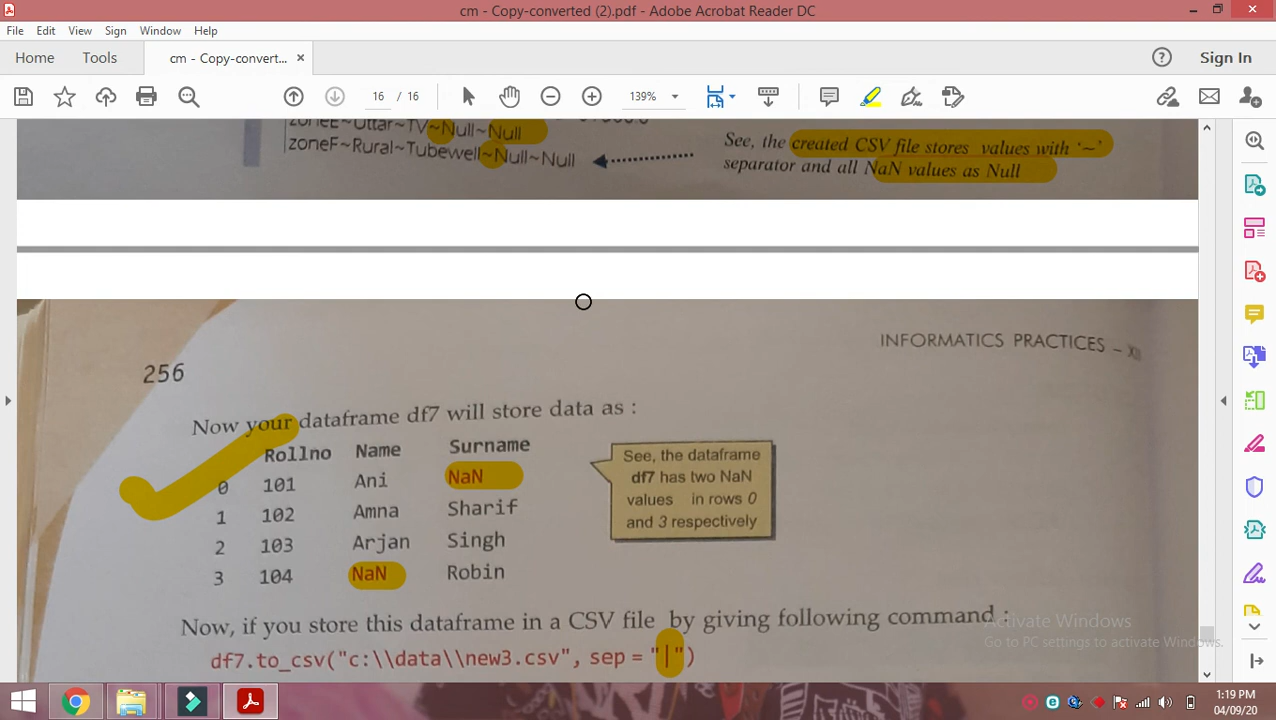 cm - Copy-converted (2).pdf - Adobe Acrobat Reader DC
File Edit View Sign Window Help
Home Tools cm - Copy-convert... × Sign In
16 / 16 139%
zoneE~Uttar~TV~Null~Null
zoneF~Rural~Tubewell~Null~Null
See, the created CSV file stores values with '~'
separator and all NaN values as Null
INFORMATICS PRACTICES –
256
Now your dataframe df7 will store data as :
Rollno Name Surname
0 101 Ani NaN
1 102 Amna Sharif
2 103 Arjan Singh
3 104 NaN Robin
See, the dataframe
df7 has two NaN
values in rows 0
and 3 respectively
Now, if you store this dataframe in a CSV file by giving following command :
df7.to_csv("c:\\data\\new3.csv", sep = "|")
Activate Windows
Go to PC settings to activate Windows.
1:19 PM
04/09/20